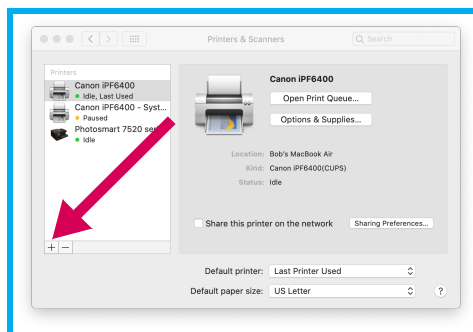 Printers & Scanners
Search
Printers
Canon iPF6400
Idle, Last Used
Canon iPF6400 - Syst...
Paused
Photosmart 7520 se
Idle
+ −
Canon iPF6400
Open Print Queue...
Options & Supplies...
Location: Bob's MacBook Air
Kind: Canon iPF6400(CUPS)
Status: Idle
Share this printer on the network
Sharing Preferences...
Default printer: Last Printer Used
Default paper size: US Letter
?